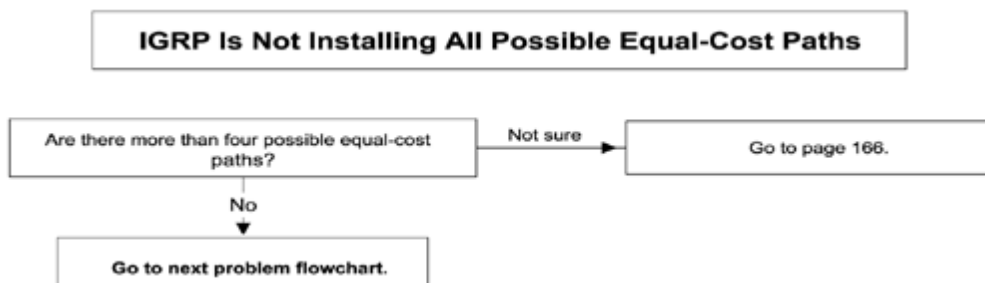 IGRP Is Not Installing All Possible Equal-Cost Paths
Are there more than four possible equal-cost
paths?
Not sure
Go to page 166.
No
Go to next problem flowchart.